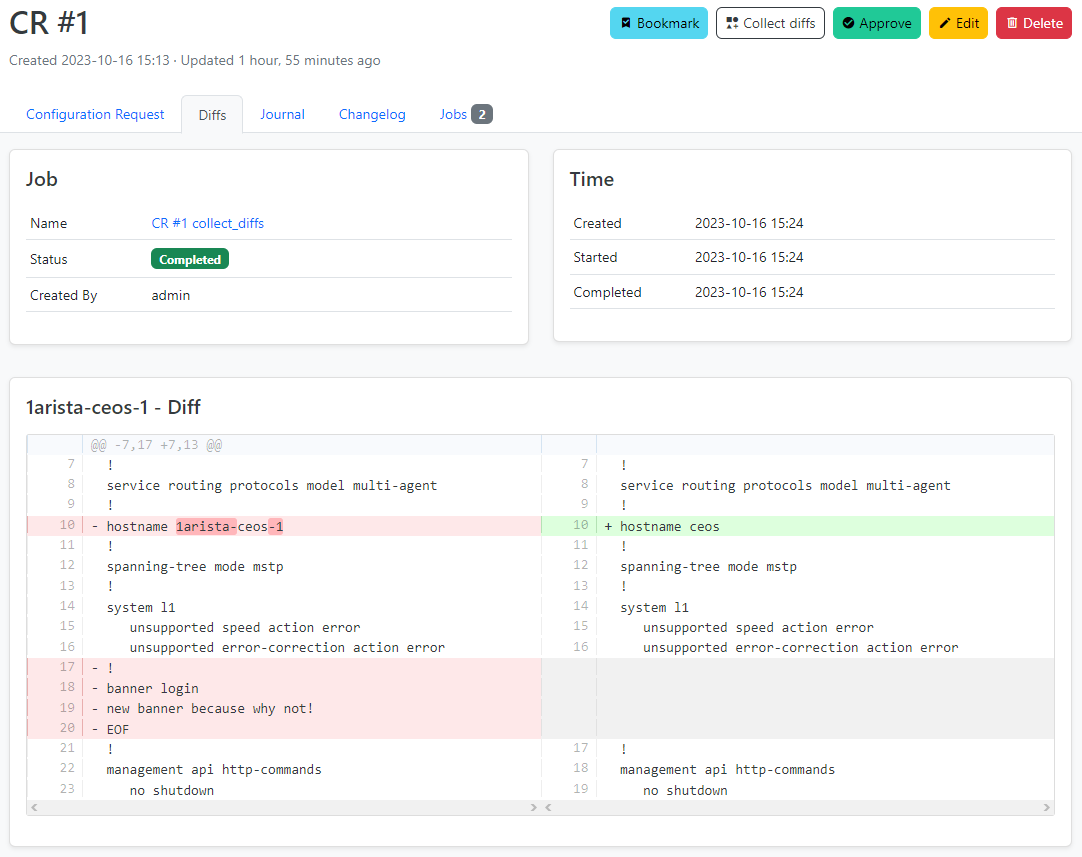 CR #1
Bookmark Collect diffs Approve Edit Delete
Created 2023-10-16 15:13 · Updated 1 hour, 55 minutes ago
Configuration Request Diffs Journal Changelog Jobs 2
Job
Name CR #1 collect_diffs
Status Completed
Created By admin
Time
Created 2023-10-16 15:24
Started 2023-10-16 15:24
Completed 2023-10-16 15:24
1arista-ceos-1 - Diff
@@ -7,17 +7,13 @@
7 ! 7 !
8 service routing protocols model multi-agent 8 service routing protocols model multi-agent
9 ! 9 !
10 - hostname 1arista-ceos-1 10 + hostname ceos
11 ! 11 !
12 spanning-tree mode mstp 12 spanning-tree mode mstp
13 ! 13 !
14 system l1 14 system l1
15 unsupported speed action error 15 unsupported speed action error
16 unsupported error-correction action error 16 unsupported error-correction action error
17 - !
18 - banner login
19 - new banner because why not!
20 - EOF
21 ! 17 !
22 management api http-commands 18 management api http-commands
23 no shutdown 19 no shutdown